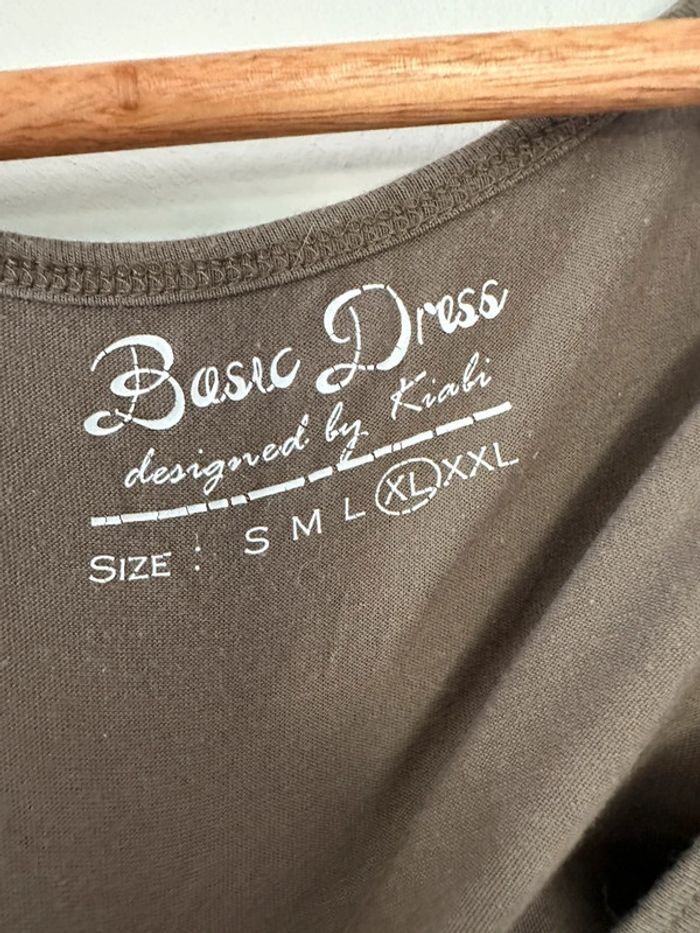 Basic Dress
designed by Kiabi
SIZE : S M L XL XXL